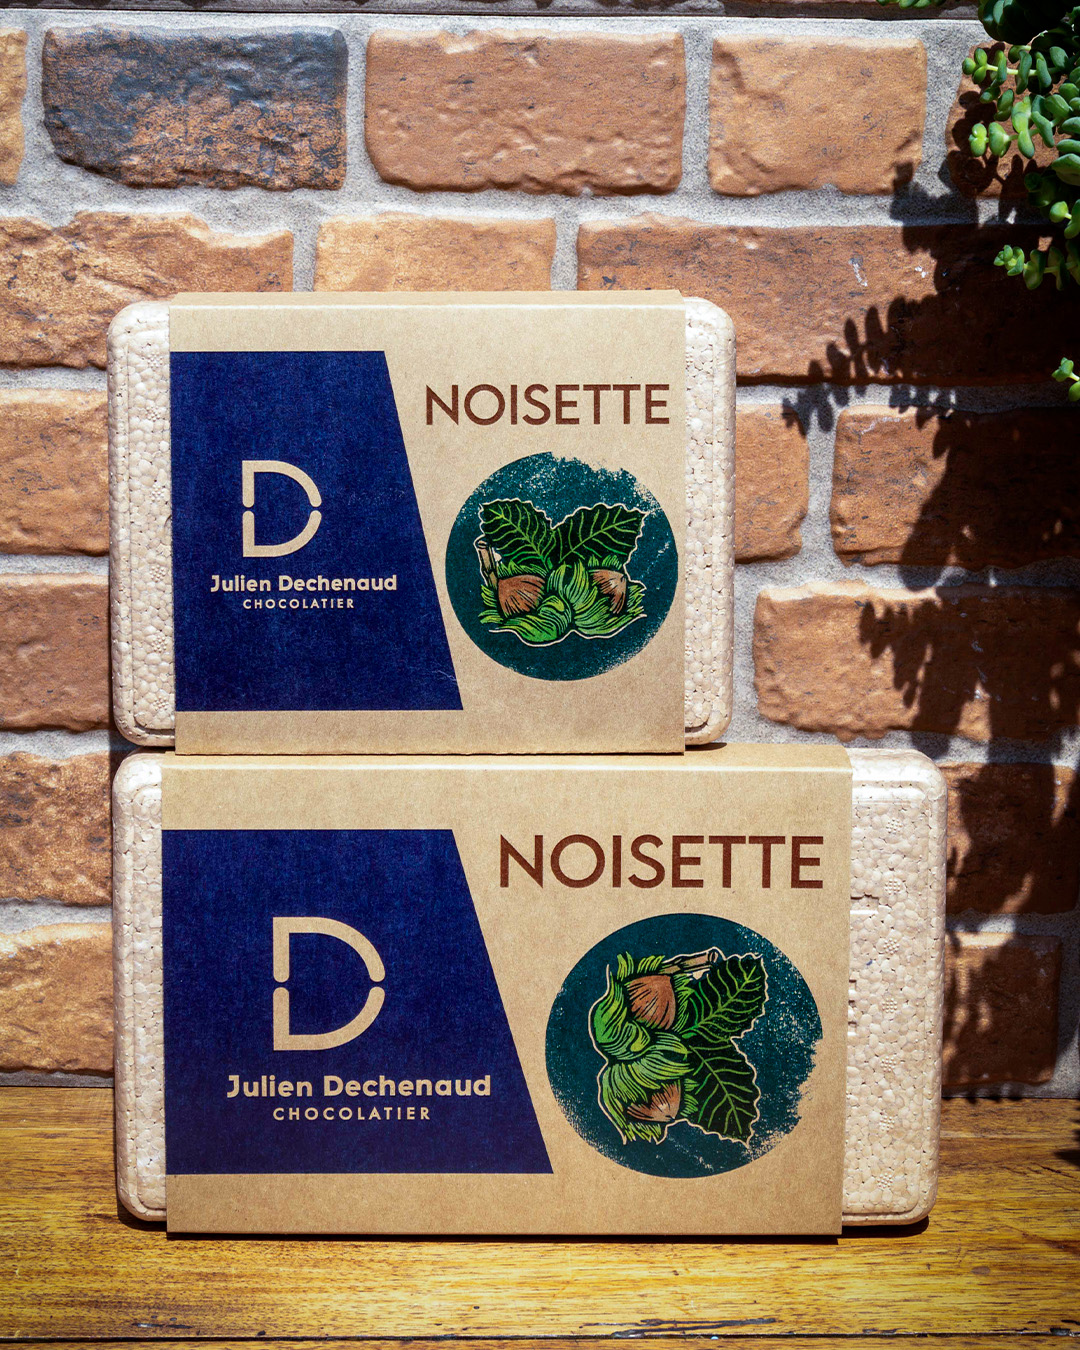 NOISETTE
D
Julien Dechenaud
CHOCOLATIER
NOISETTE
D
Julien Dechenaud
CHOCOLATIER